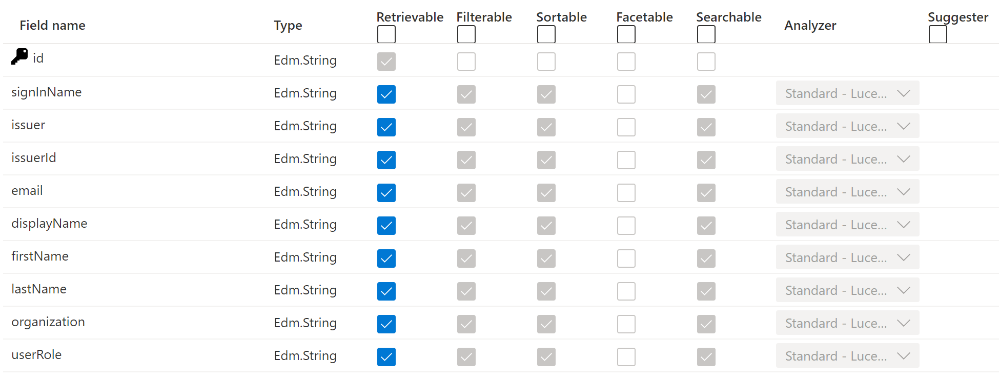 Field name Type Retrievable Filterable Sortable Facetable Searchable Analyzer Suggester
id Edm.String
signInName Edm.String Standard - Luce...
issuer Edm.String Standard - Luce...
issuerId Edm.String Standard - Luce...
email Edm.String Standard - Luce...
displayName Edm.String Standard - Luce...
firstName Edm.String Standard - Luce...
lastName Edm.String Standard - Luce...
organization Edm.String Standard - Luce...
userRole Edm.String Standard - Luce...